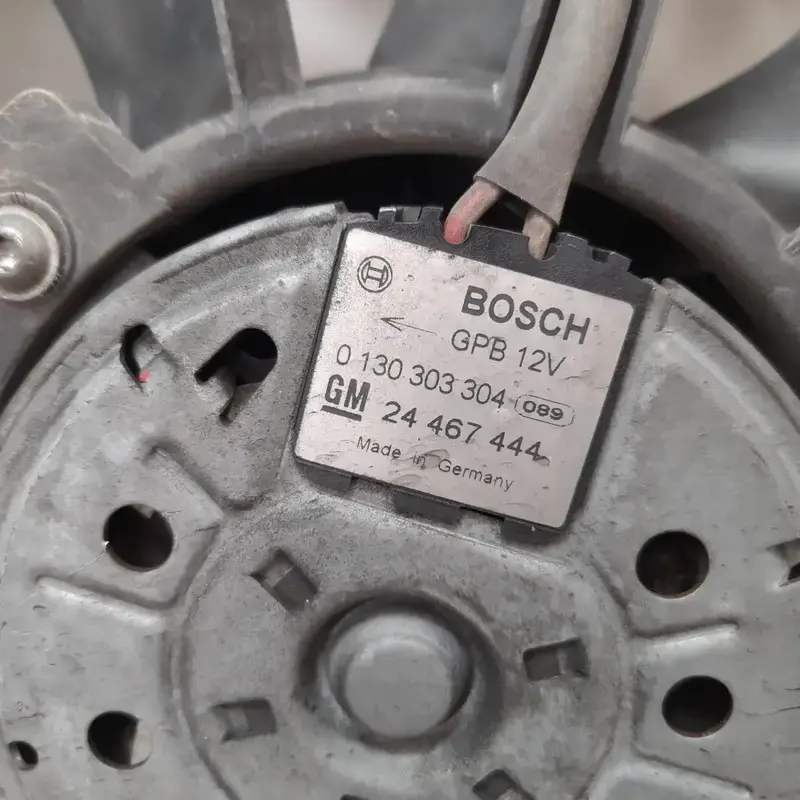 BOSCH
GPB 12V
0 130 303 304 089
GM 24 467 444
Made in Germany